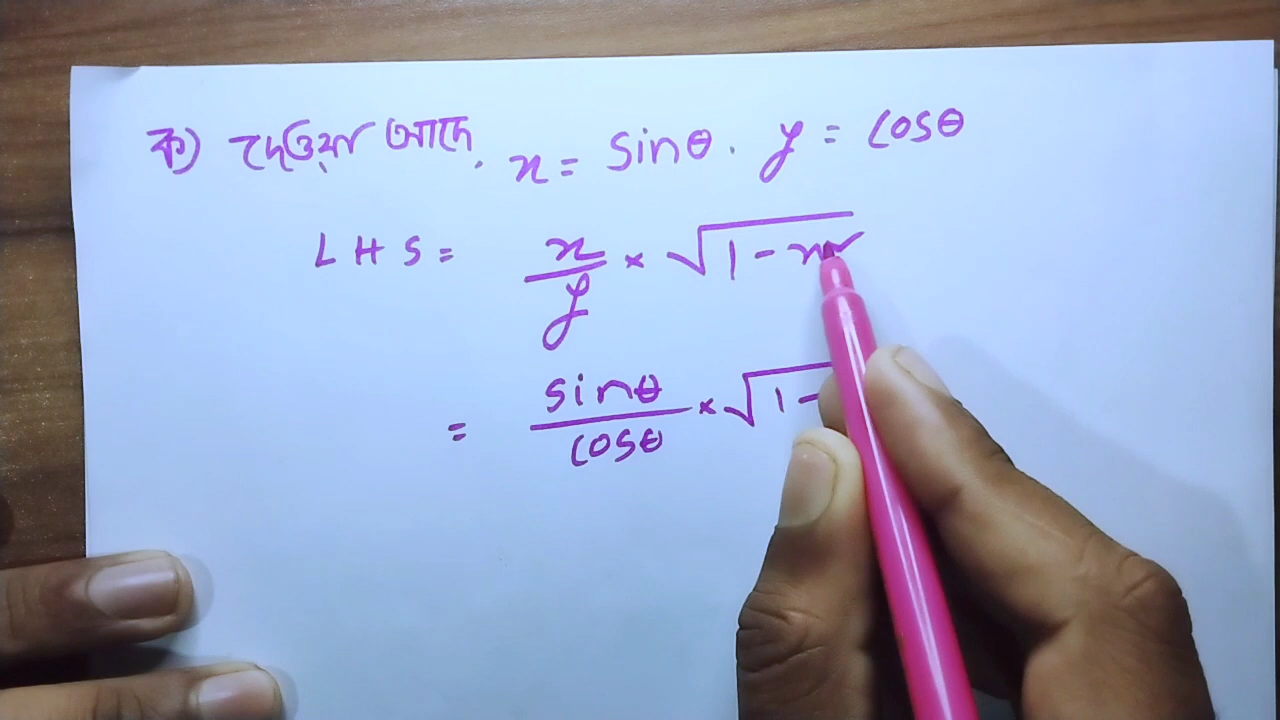 ক) দেওয়া আছে, x = sinθ. y = cosθ
LHS = x/y × √1 - x²
= sinθ/cosθ × √1 -